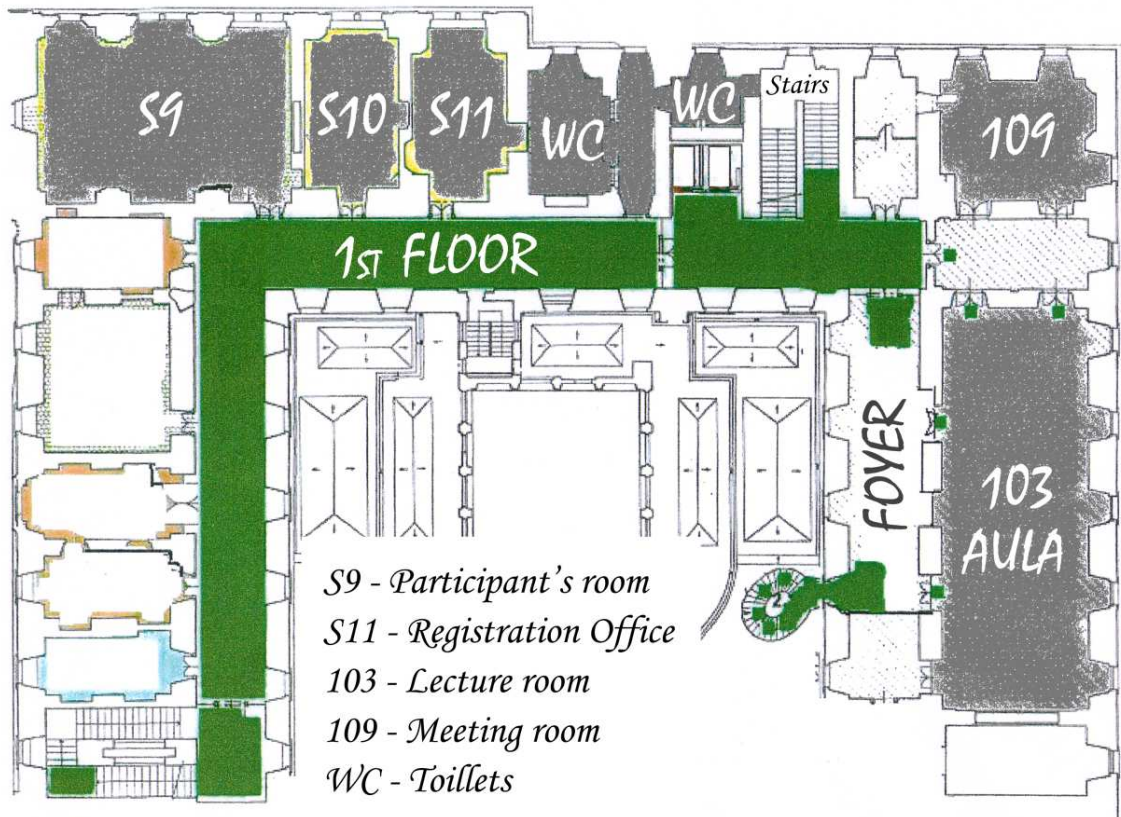 S9
S10
S11
WC
WC
Stairs
109
1ST FLOOR
FOYER
103
AULA
2
S9 - Participant's room
S11 - Registration Office
103 - Lecture room
109 - Meeting room
WC - Toillets